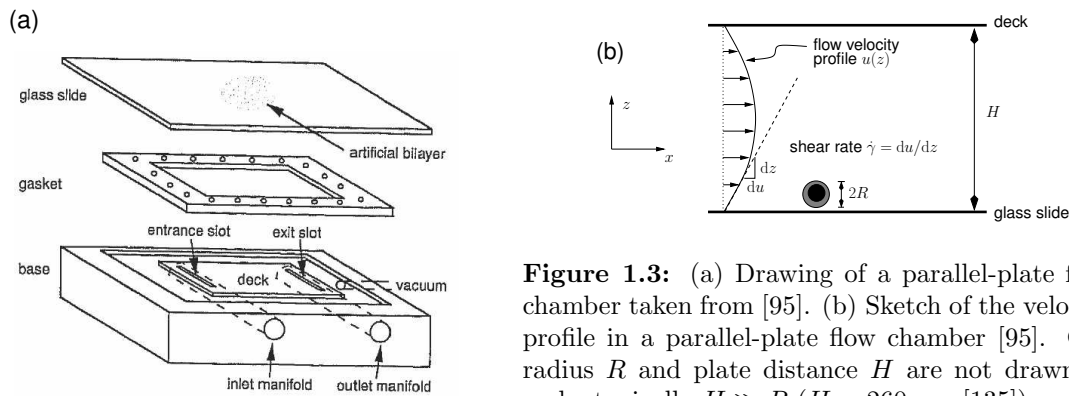 (a)
glass slide
artificial bilayer
gasket
entrance slot
exit slot
base
deck
vacuum
inlet manifold
outlet manifold
(b)
deck
flow velocity
profile u(z)
z
x
H
shear rate γ̇ = du/dz
dz
du
2R
glass slide
Figure 1.3: (a) Drawing of a parallel-plate
chamber taken from [95]. (b) Sketch of the
profile in a parallel-plate flow chamber [95].
radius R and plate distance H are not drawn